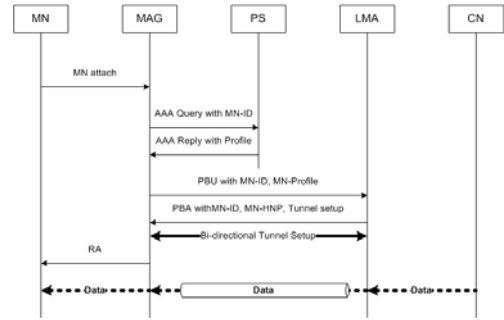 MN MAG PS LMA CN
MN attach
AAA Query with MN-ID
AAA Reply with Profile
PBU with MN-ID, MN-Profile
PBA withMN-ID, MN-HNP, Tunnel setup
Bi-directional Tunnel Setup
RA
Data Data Data